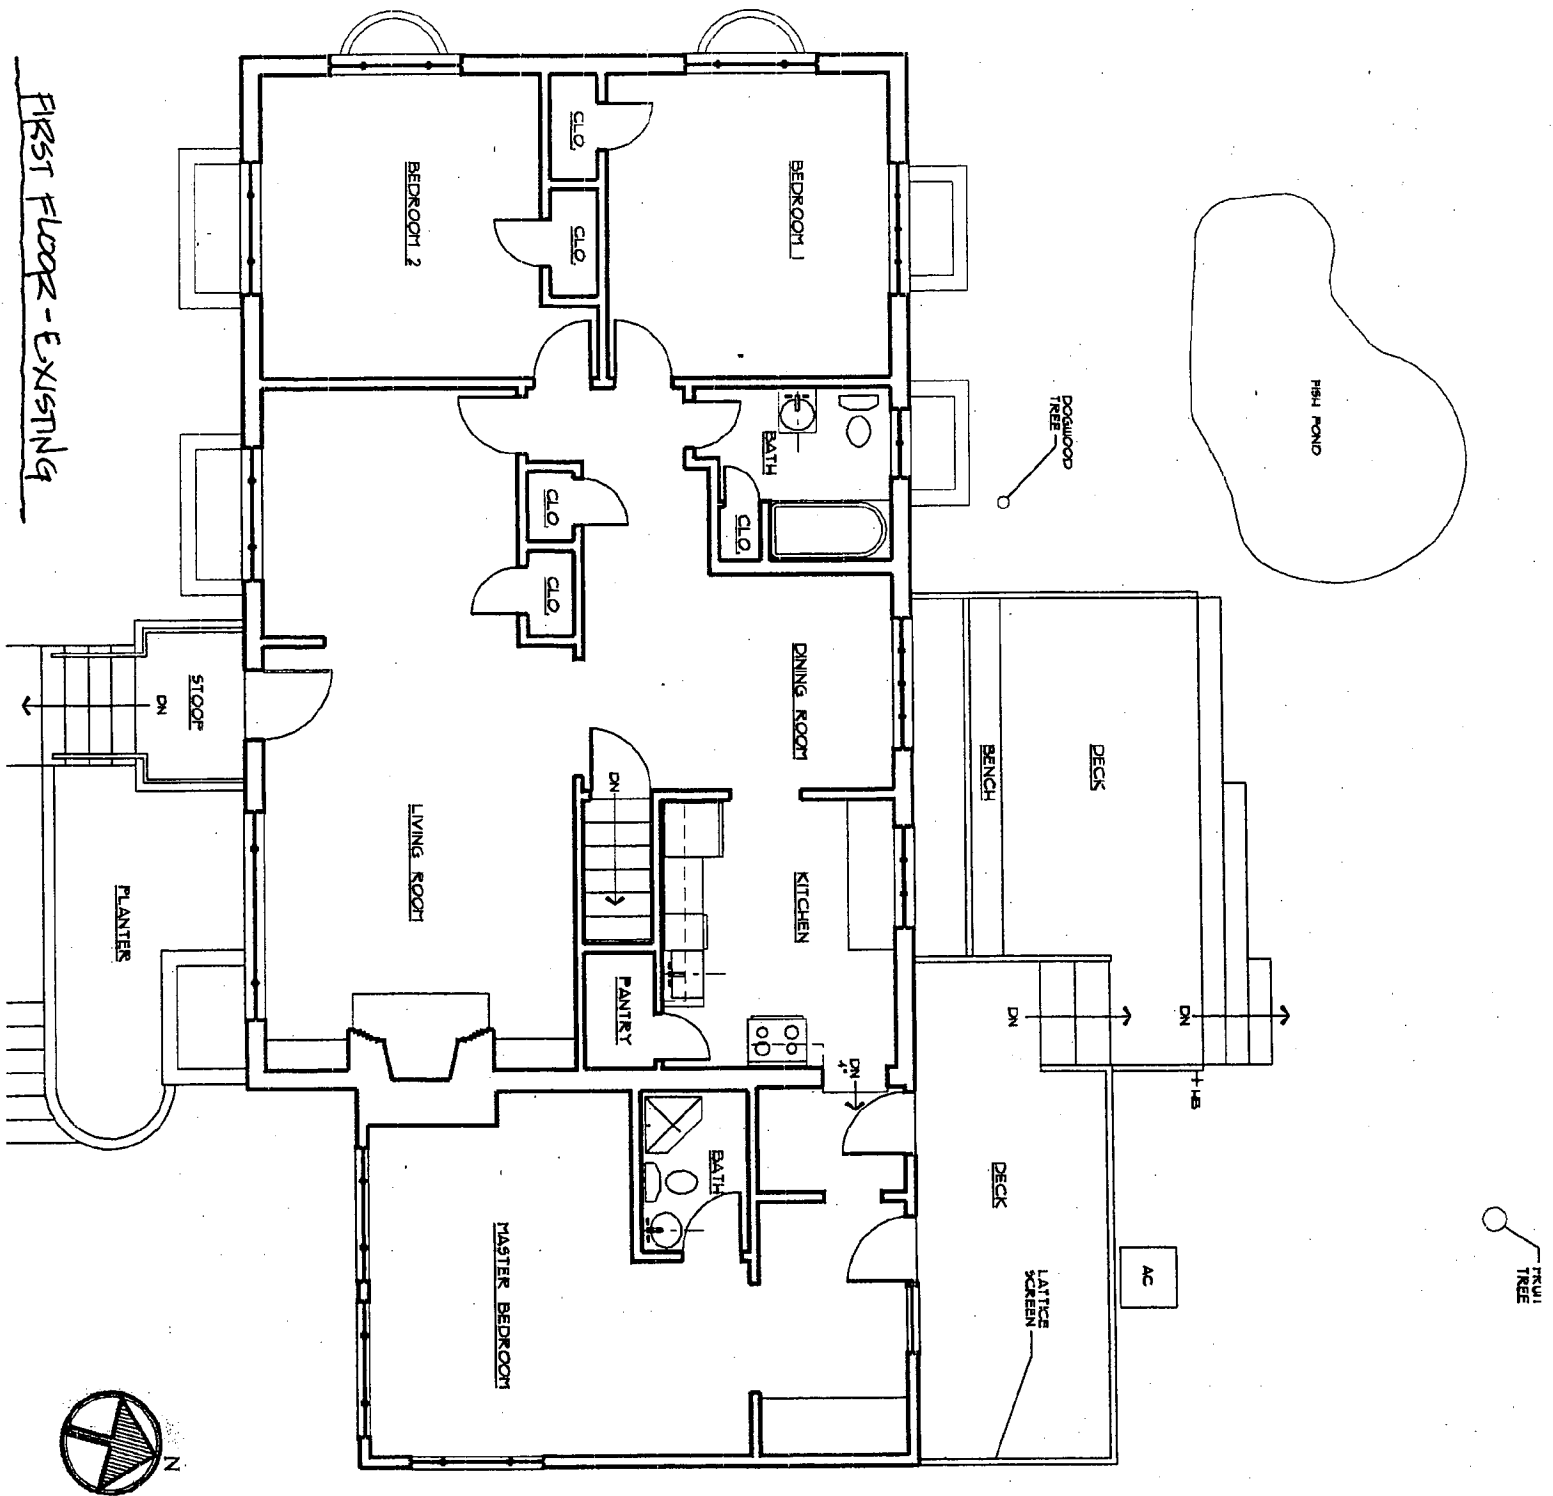 FIRST FLOOR - EXISTING
BEDROOM 2
CLO.
CLO.
BEDROOM 1
FISH POND
DOGWOOD
TREE
BATH
CLO.
CLO.
CLO.
STOOP
DN
DINING ROOM
DECK
BENCH
DN
LIVING ROOM
KITCHEN
PLANTER
PANTRY
DN
4"
DN
DN
HB
BATH
DECK
MASTER BEDROOM
LATTICE
SCREEN
AC
TREE
N